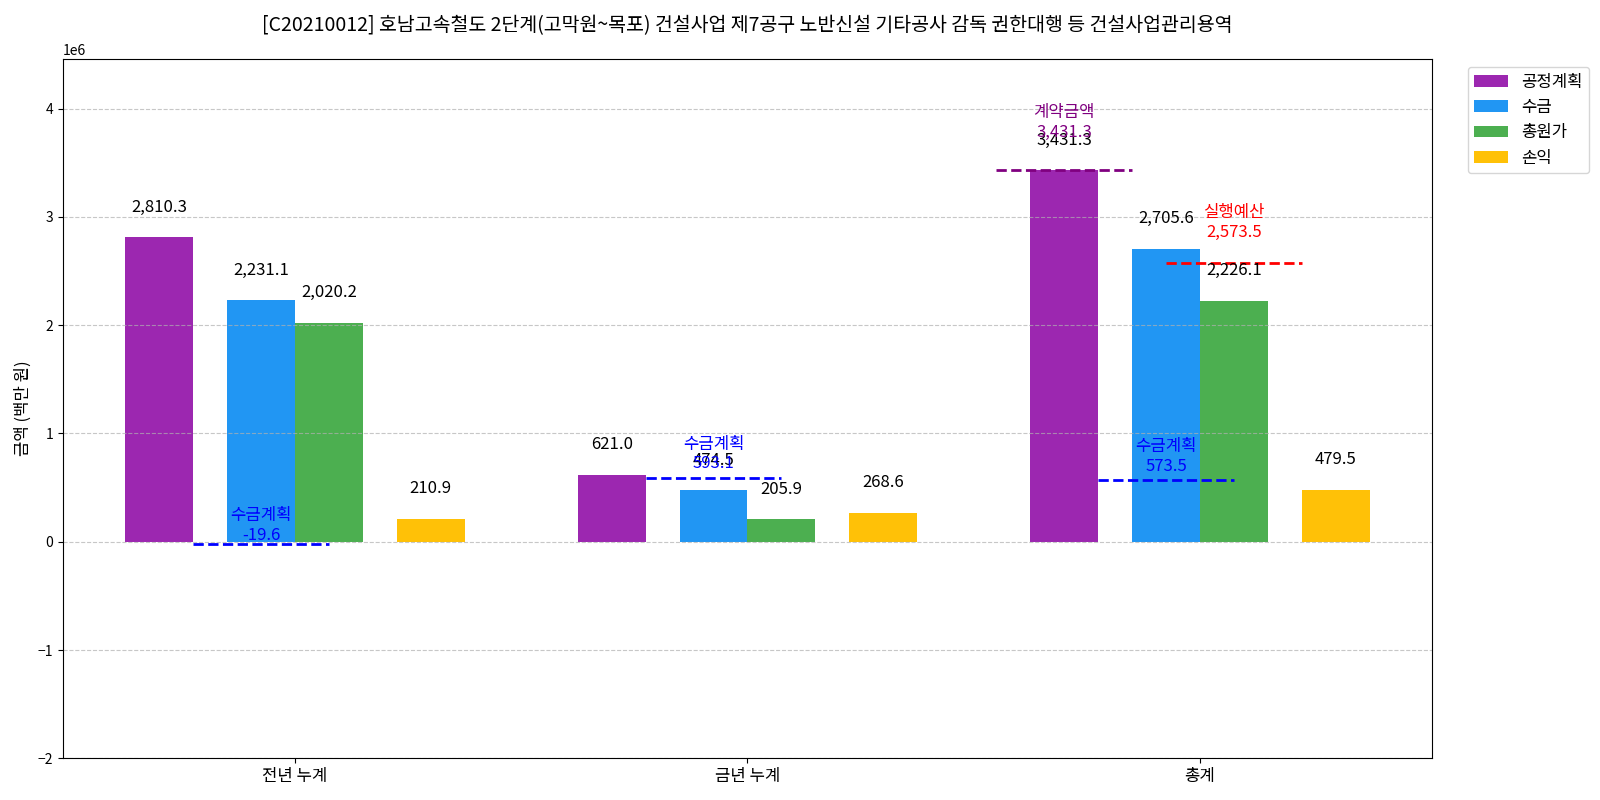 [C20210012] 호남고속철도 2단계(고막원~목포) 건설사업 제7공구 노반신설 기타공사 감독 권한대행 등 건설사업관리용역
1e6
공정계획
수금
총원가
손익
금액 (백만 원)
4
3
2
1
0
−1
−2
2,810.3
2,231.1
2,020.2
210.9
수금계획
-19.6
621.0
수금계획
593.1
474.5
205.9
268.6
계약금액
3,431.3
3,431.3
2,705.6
실행예산
2,573.5
2,226.1
수금계획
573.5
479.5
전년 누계
금년 누계
총계